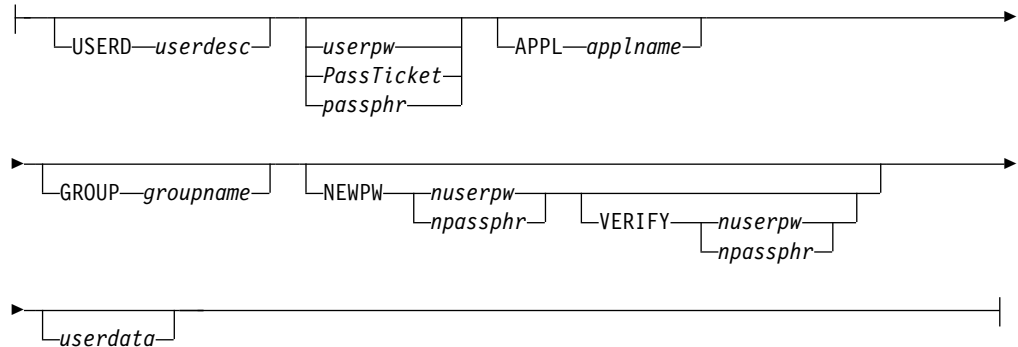 USERD userdesc userpw APPL applname
PassTicket
passphr
GROUP groupname NEWPW nuserpw
npassphr VERIFY nuserpw
npassphr
userdata